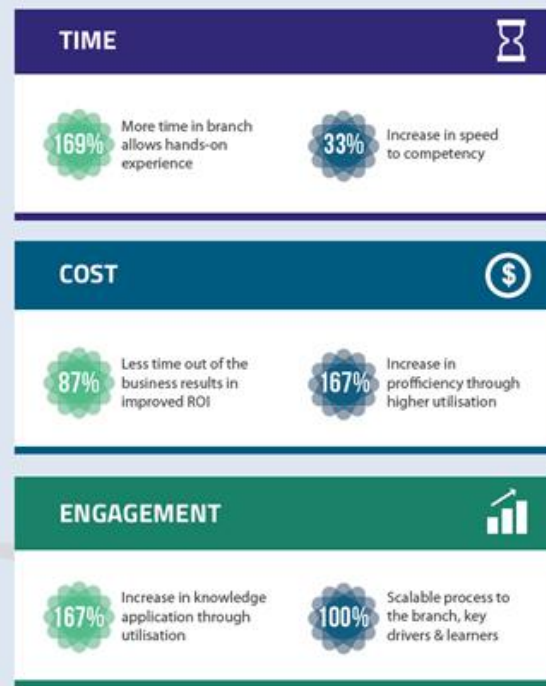 TIME
169%
More time in branch
allows hands-on
experience
33%
Increase in speed
to competency
COST
$
87%
Less time out of the
business results in
improved ROI
167%
Increase in
profficiency through
higher utilisation
ENGAGEMENT
167%
Increase in knowledge
application through
utilisation
100%
Scalable process to
the branch, key
drivers & learners